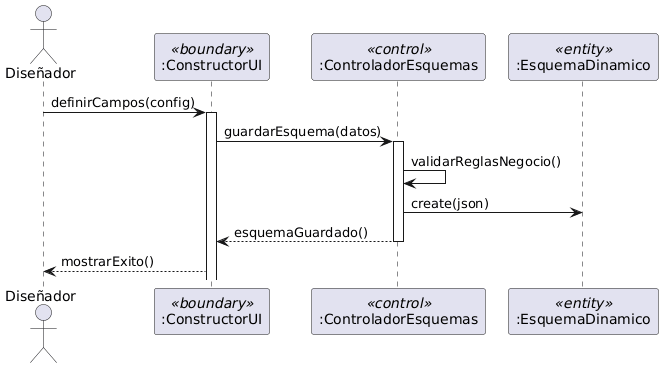 Diseñador
«boundary»
:ConstructorUI
«control»
:ControladorEsquemas
«entity»
:EsquemaDinamico
definirCampos(config)
guardarEsquema(datos)
validarReglasNegocio()
create(json)
esquemaGuardado()
mostrarExito()
Diseñador
«boundary»
:ConstructorUI
«control»
:ControladorEsquemas
«entity»
:EsquemaDinamico